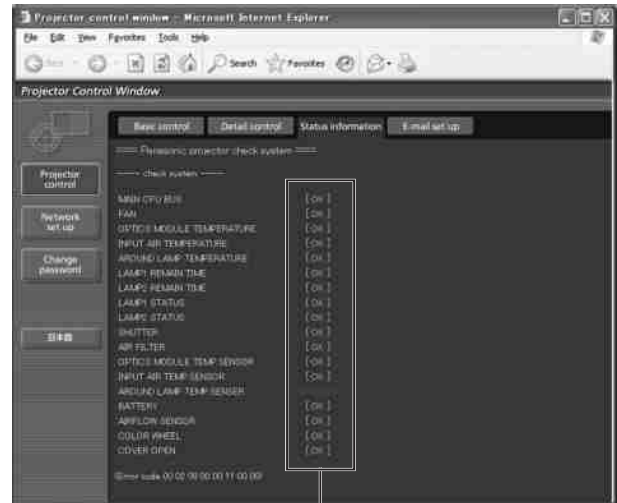 Projector control window - Microsoft Internet Explorer
File Edit View Favorites Tools Help
Search Favorites
Projector Control Window
Basic control Detail control Status information E-mail set up
Panasonic projector check system
check system
Projector control
Network set up
Change password
日本語
MAIN CPU BUS [ OK ]
FAN [ OK ]
OPTICS MODULE TEMPERATURE [ OK ]
INPUT AIR TEMPERATURE [ OK ]
AROUND LAMP TEMPERATURE [ OK ]
LAMP1 REMAIN TIME [ OK ]
LAMP2 REMAIN TIME [ OK ]
LAMP1 STATUS [ OK ]
LAMP2 STATUS [ OK ]
SHUTTER [ OK ]
AIR FILTER [ OK ]
OPTICS MODULE TEMP SENSOR [ OK ]
INPUT AIR TEMP SENSOR [ OK ]
AROUND LAMP TEMP SENSER
BATTERY [ OK ]
AIRFLOW SENSOR [ OK ]
COLOR WHEEL [ OK ]
COVER OPEN [ OK ]